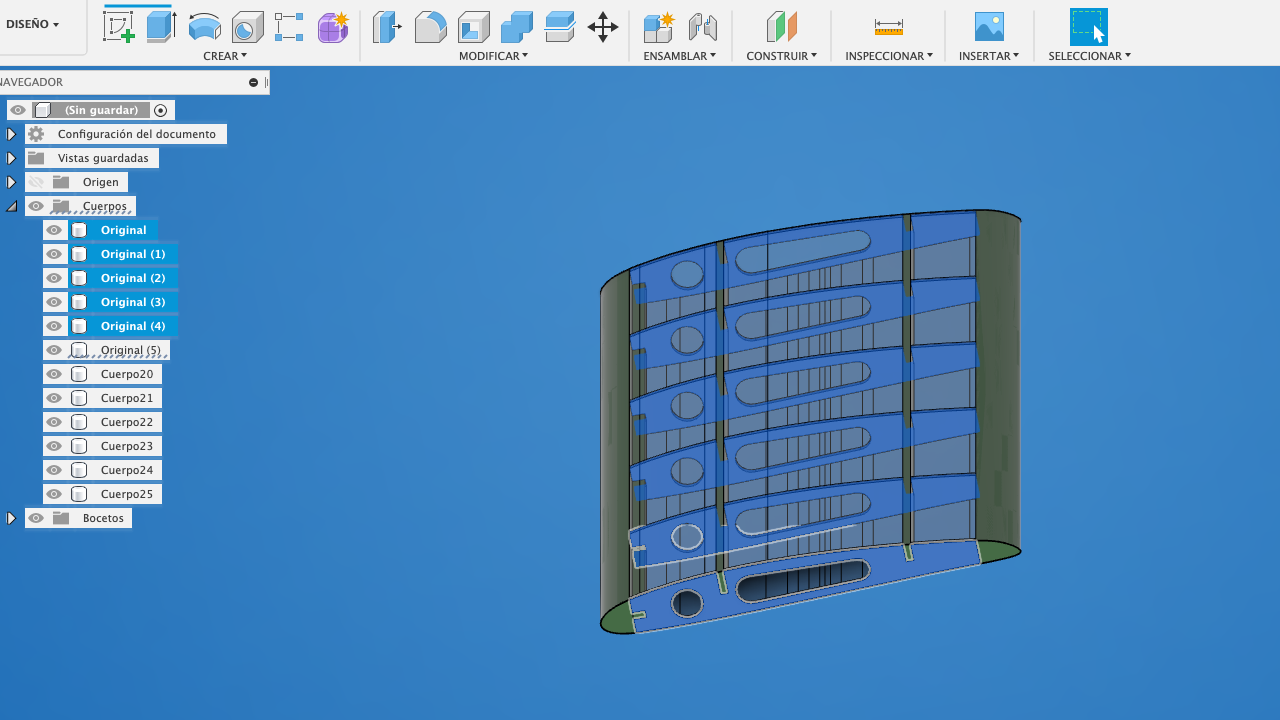 DISEÑO
CREAR
MODIFICAR
ENSAMBLAR
CONSTRUIR
INSPECCIONAR
INSERTAR
SELECCIONAR
NAVEGADOR
(Sin guardar)
Configuración del documento
Vistas guardadas
Origen
Cuerpos
Original
Original (1)
Original (2)
Original (3)
Original (4)
Original (5)
Cuerpo20
Cuerpo21
Cuerpo22
Cuerpo23
Cuerpo24
Cuerpo25
Bocetos